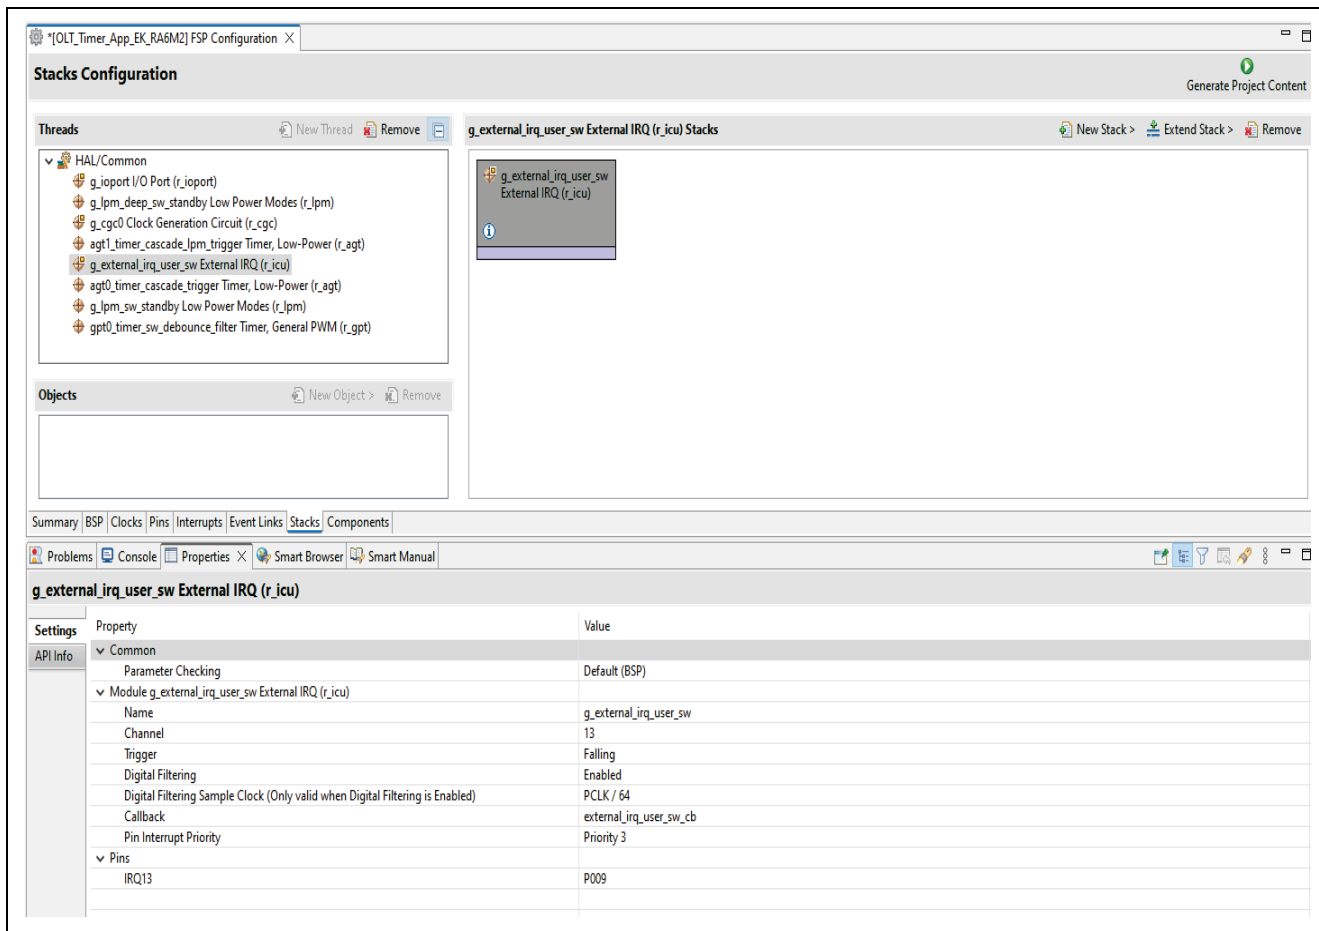 *[OLT_Timer_App_EK_RA6M2] FSP Configuration
Stacks Configuration
Generate Project Content
Threads
New Thread Remove
g_external_irq_user_sw External IRQ (r_icu) Stacks
New Stack > Extend Stack > Remove
HAL/Common
g_ioport I/O Port (r_ioport)
g_lpm_deep_sw_standby Low Power Modes (r_lpm)
g_cgc0 Clock Generation Circuit (r_cgc)
agt1_timer_cascade_lpm_trigger Timer, Low-Power (r_agt)
g_external_irq_user_sw External IRQ (r_icu)
agt0_timer_cascade_trigger Timer, Low-Power (r_agt)
g_lpm_sw_standby Low Power Modes (r_lpm)
gpt0_timer_sw_debounce_filter Timer, General PWM (r_gpt)
g_external_irq_user_sw
External IRQ (r_icu)
Objects
New Object > Remove
Summary BSP Clocks Pins Interrupts Event Links Stacks Components
Problems Console Properties Smart Browser Smart Manual
g_external_irq_user_sw External IRQ (r_icu)
Settings
API Info
Property Value
Common
Parameter Checking Default (BSP)
Module g_external_irq_user_sw External IRQ (r_icu)
Name g_external_irq_user_sw
Channel 13
Trigger Falling
Digital Filtering Enabled
Digital Filtering Sample Clock (Only valid when Digital Filtering is Enabled) PCLK / 64
Callback external_irq_user_sw_cb
Pin Interrupt Priority Priority 3
Pins
IRQ13 P009